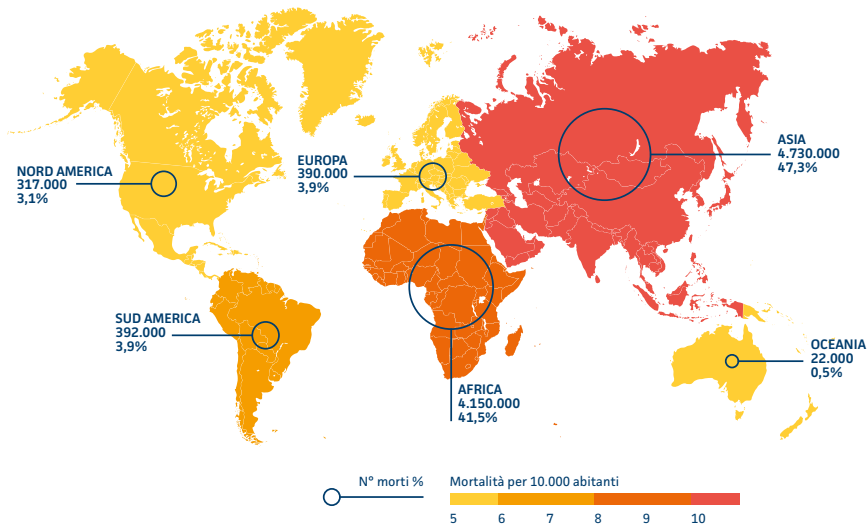 NORD AMERICA
317.000
3,1%
EUROPA
390.000
3,9%
ASIA
4.730.000
47,3%
SUD AMERICA
392.000
3,9%
AFRICA
4.150.000
41,5%
OCEANIA
22.000
0,5%
N° morti %
Mortalità per 10.000 abitanti
5 6 7 8 9 10